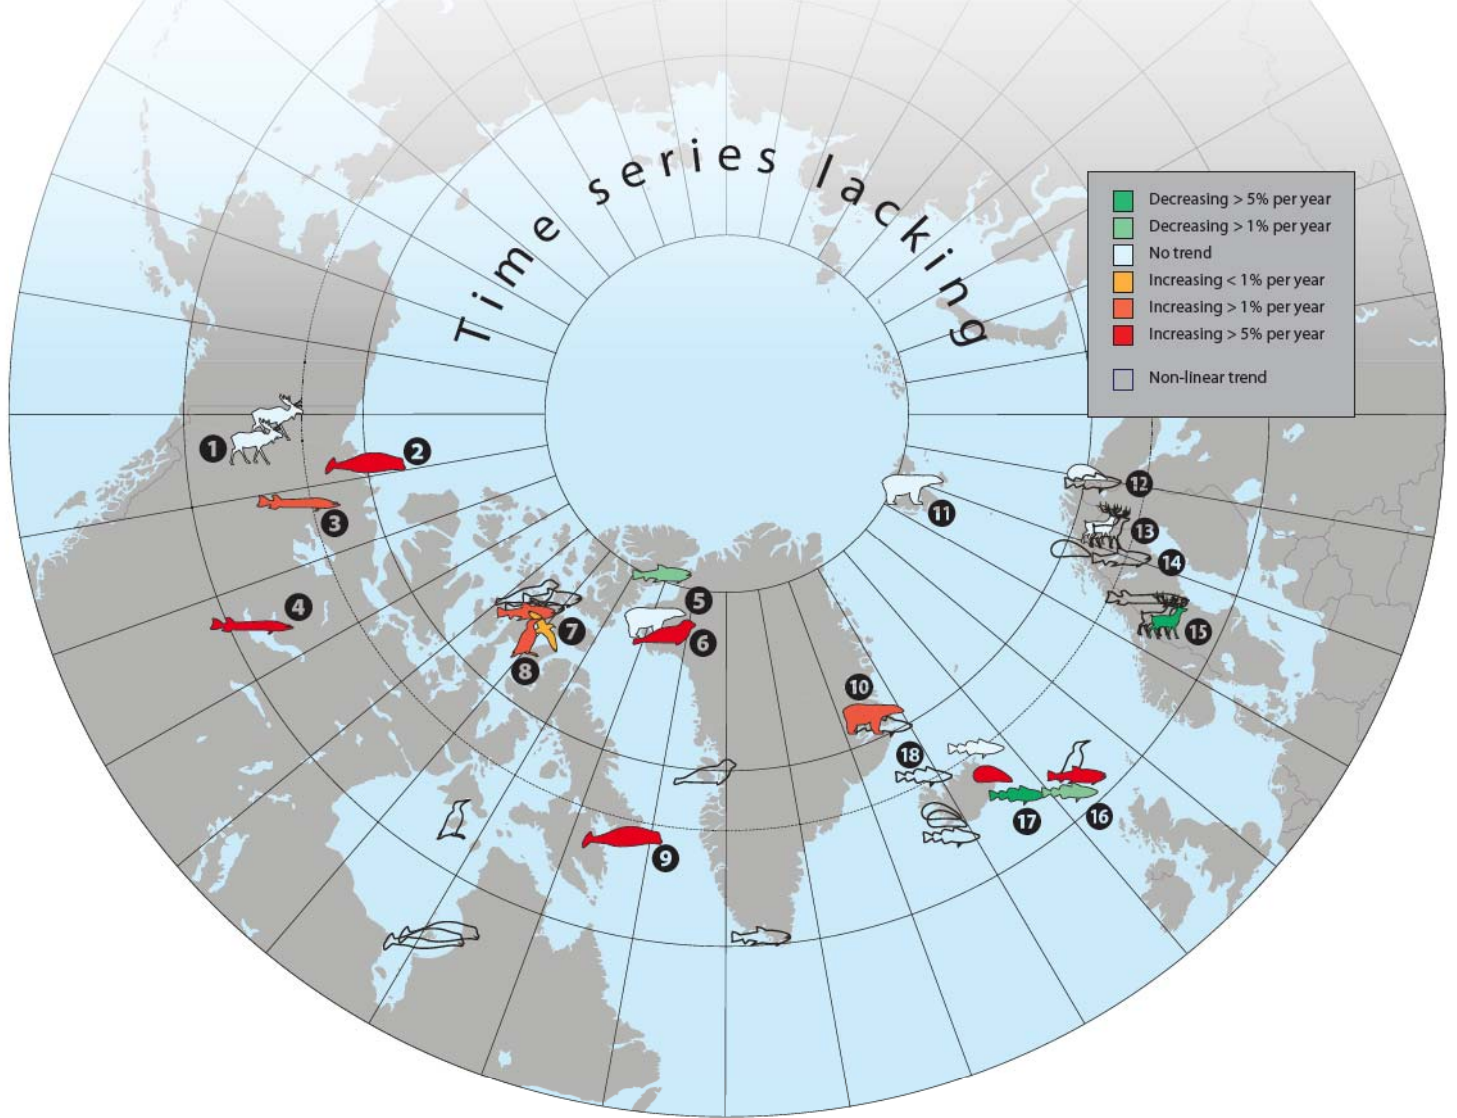 Time series lacking
Decreasing > 5% per year
Decreasing > 1% per year
No trend
Increasing < 1% per year
Increasing > 1% per year
Increasing > 5% per year
Non-linear trend
1
2
3
4
5
6
7
8
9
10
11
12
13
14
15
16
17
18